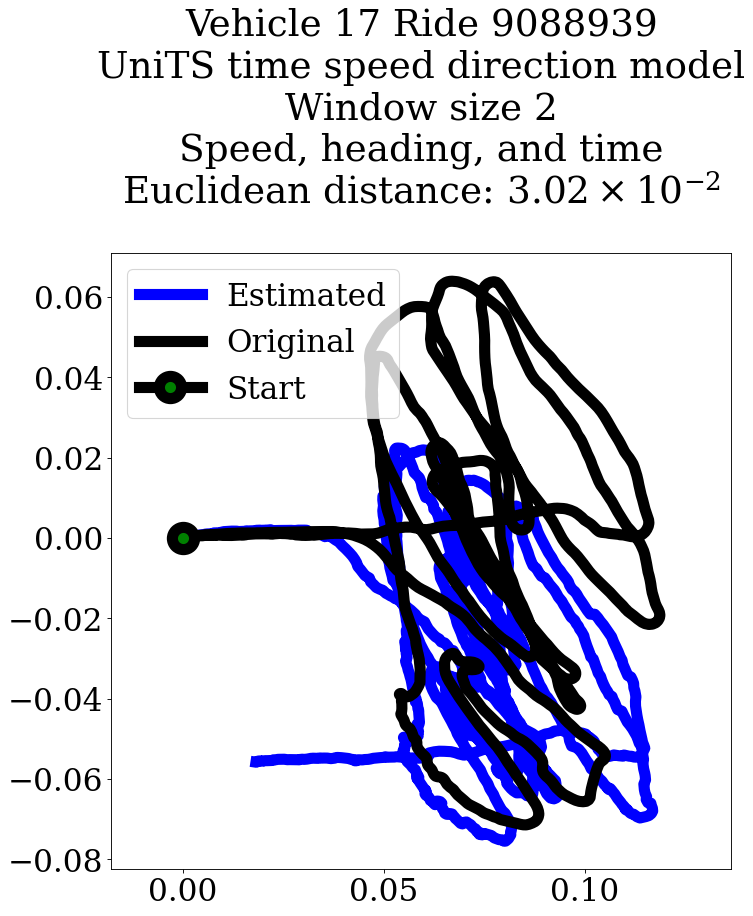 Vehicle 17 Ride 9088939
UniTS time speed direction model
Window size 2
Speed, heading, and time
Euclidean distance: 3.02 × 10⁻²
Estimated
Original
Start
0.06
0.04
0.02
0.00
−0.02
−0.04
−0.06
−0.08
0.00 0.05 0.10